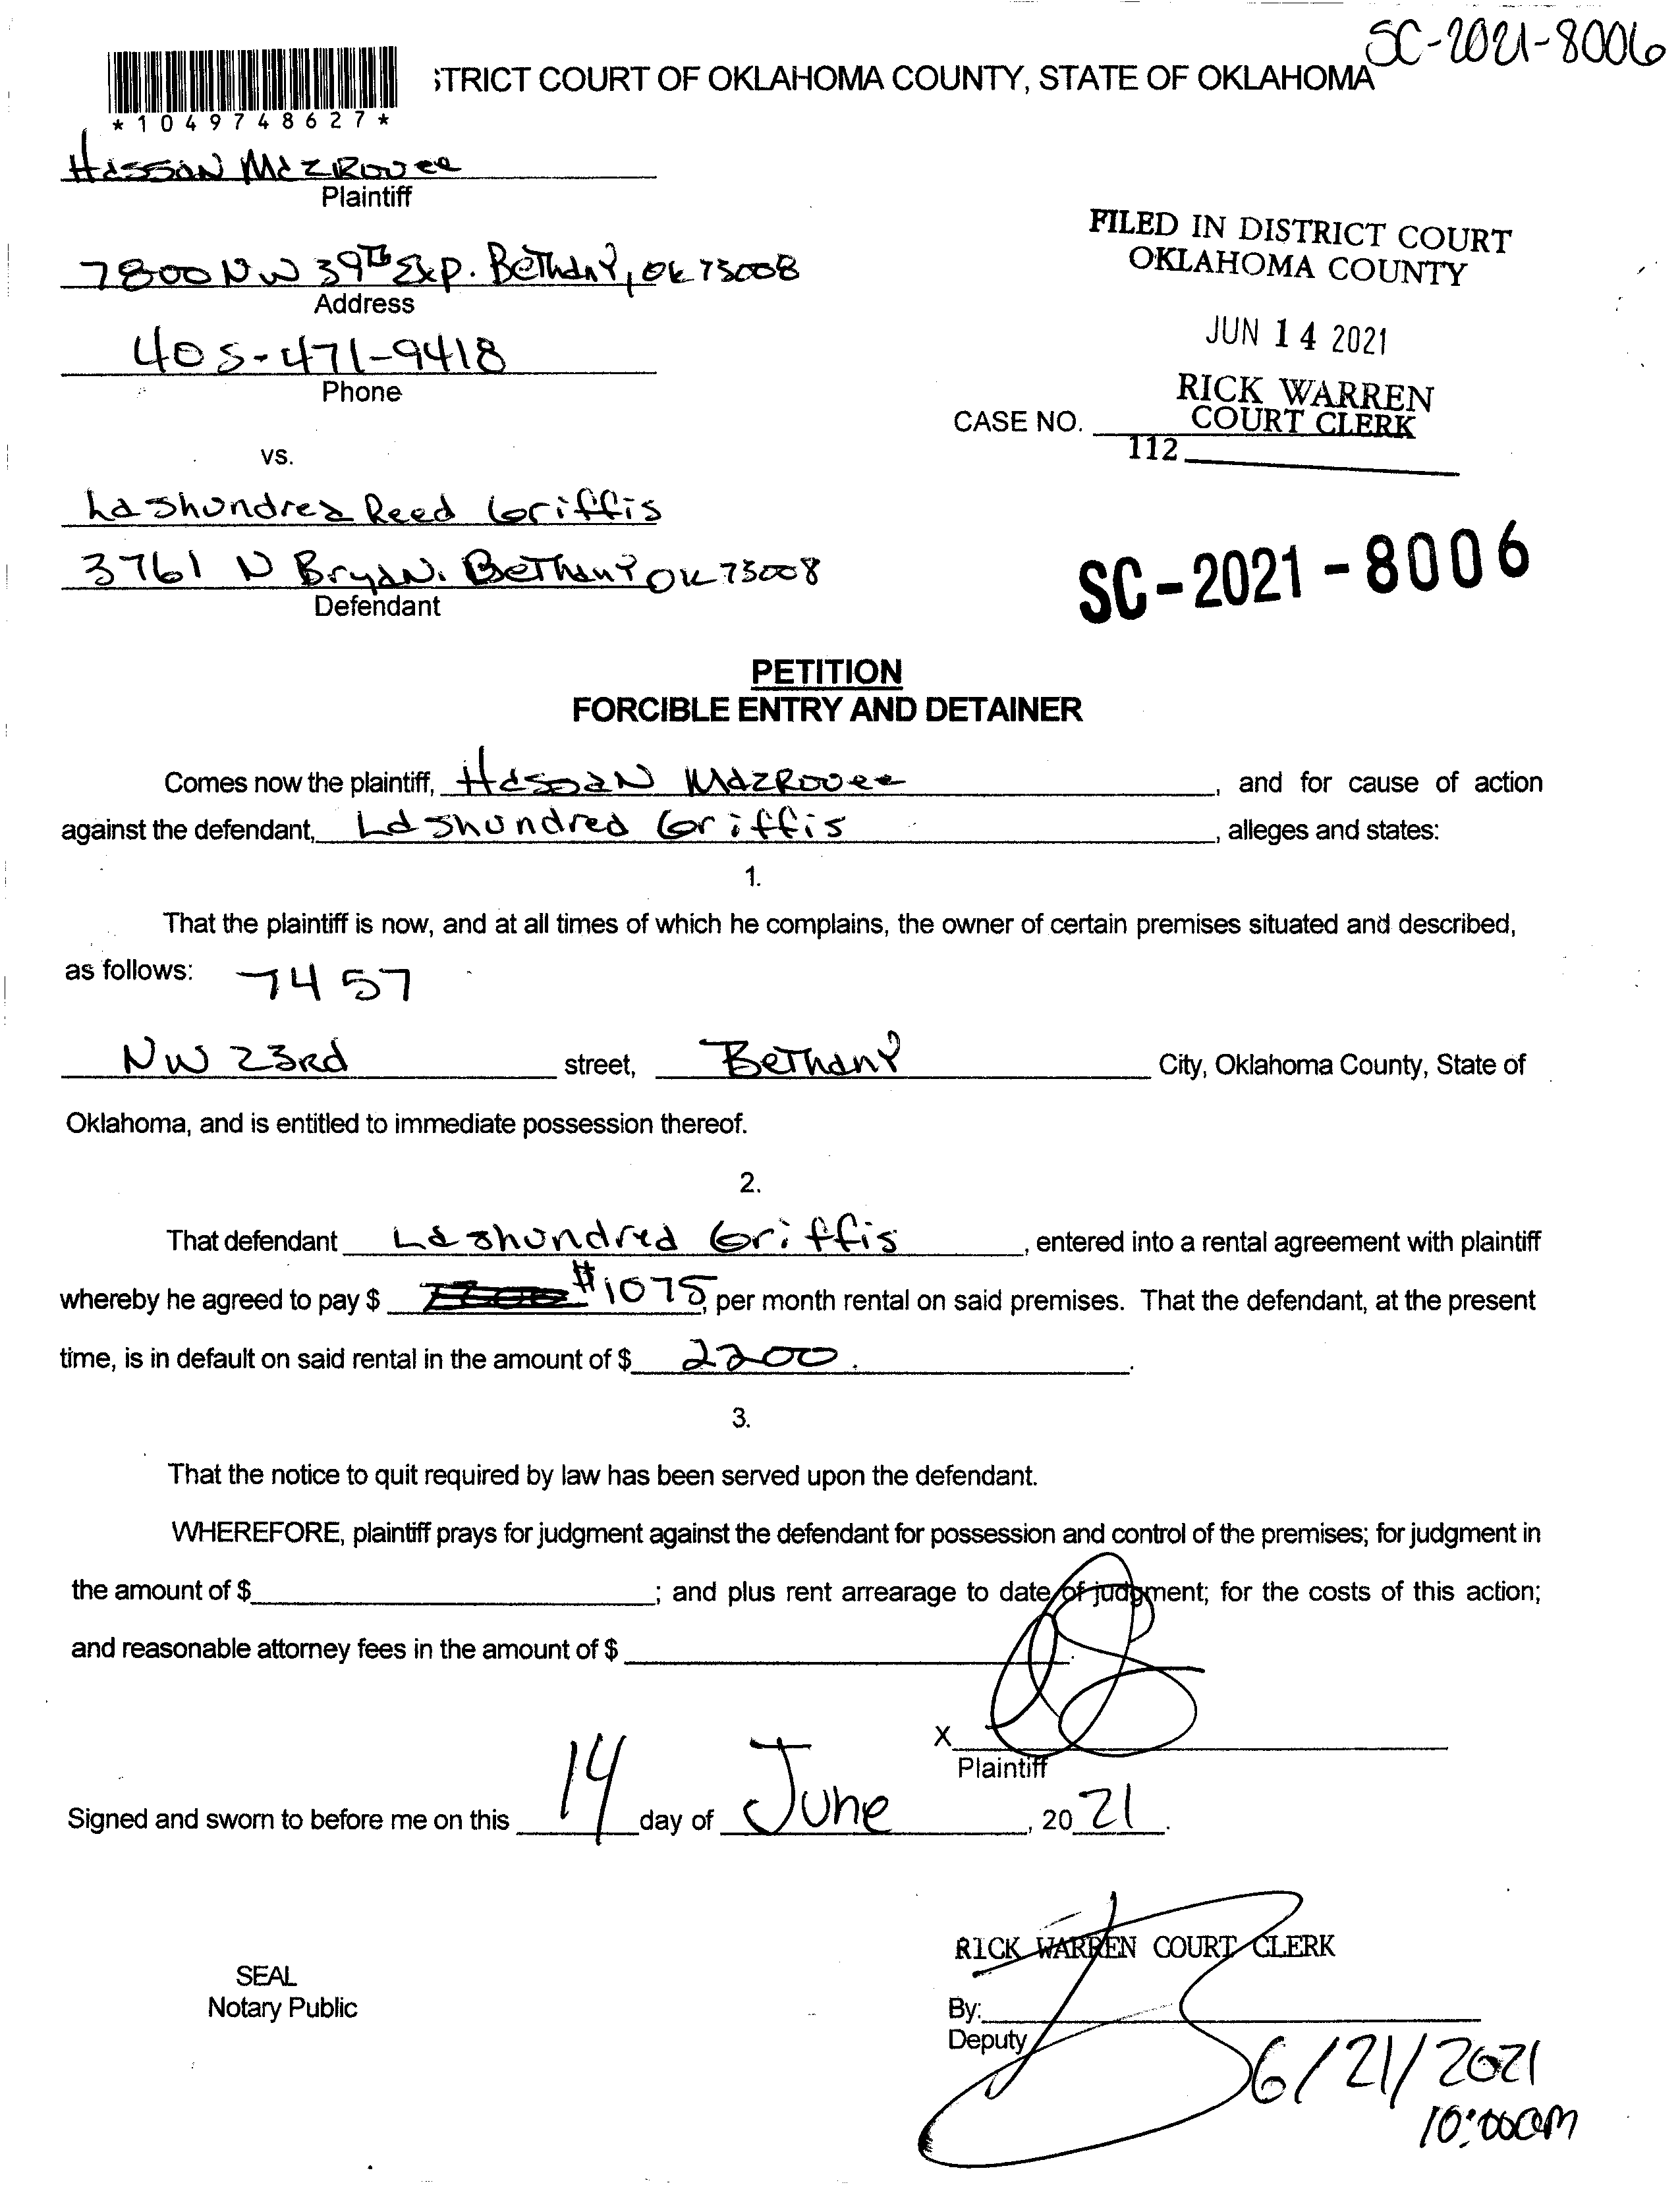 SC-2021-8006
STRICT COURT OF OKLAHOMA COUNTY, STATE OF OKLAHOMA
*1049748627*
Hassan Mazrouee
Plaintiff
7800 NW 39Th Exp. BeThany, OK 73008
Address
405-471-9418
Phone
FILED IN DISTRICT COURT
OKLAHOMA COUNTY
JUN 14 2021
RICK WARREN
COURT CLERK
CASE NO.
112
vs.
Lashundrea Reed Griffis
3761 N Bryan. BeThany OK 73008
Defendant
SC-2021-8006
PETITION
FORCIBLE ENTRY AND DETAINER
Comes now the plaintiff, Hassan Mazrouee, and for cause of action
against the defendant, Lashundrea Griffis, alleges and states:
1.
That the plaintiff is now, and at all times of which he complains, the owner of certain premises situated and described,
as follows: 7457
NW 23rd street, BeThany City, Oklahoma County, State of
Oklahoma, and is entitled to immediate possession thereof.
2.
That defendant Lashundrea Griffis, entered into a rental agreement with plaintiff
whereby he agreed to pay $ $1075, per month rental on said premises. That the defendant, at the present
time, is in default on said rental in the amount of $ 2200.
3.
That the notice to quit required by law has been served upon the defendant.
WHEREFORE, plaintiff prays for judgment against the defendant for possession and control of the premises; for judgment in
the amount of $ ; and plus rent arrearage to date of judgment; for the costs of this action;
and reasonable attorney fees in the amount of $ .
X
Plaintiff
Signed and sworn to before me on this 14 day of June, 2021.
RICK WARREN COURT CLERK
SEAL
Notary Public
By:
Deputy
6/21/2021
10:00am